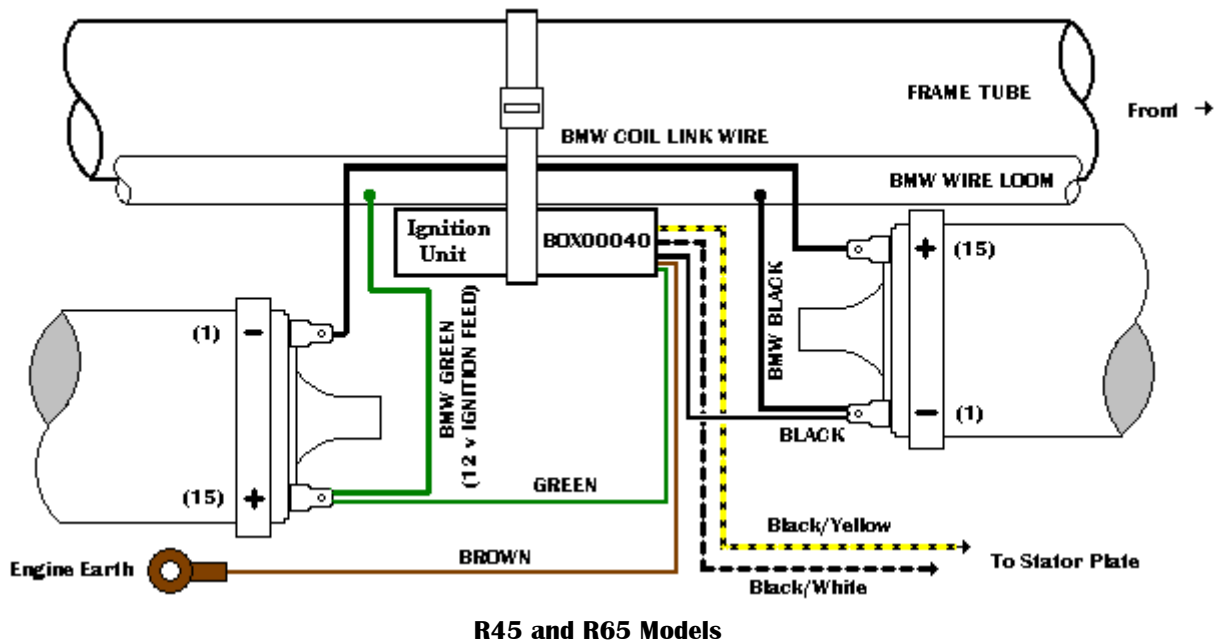 FRAME TUBE
Front →
BMW COIL LINK WIRE
BMW WIRE LOOM
Ignition
Unit
BOX00040
+ (15)
(1) -
BMW GREEN
(12 v IGNITION FEED)
BMW BLACK
- (1)
BLACK
(15) +
GREEN
Black/Yellow
Engine Earth
BROWN
To Stator Plate
Black/White
R45 and R65 Models